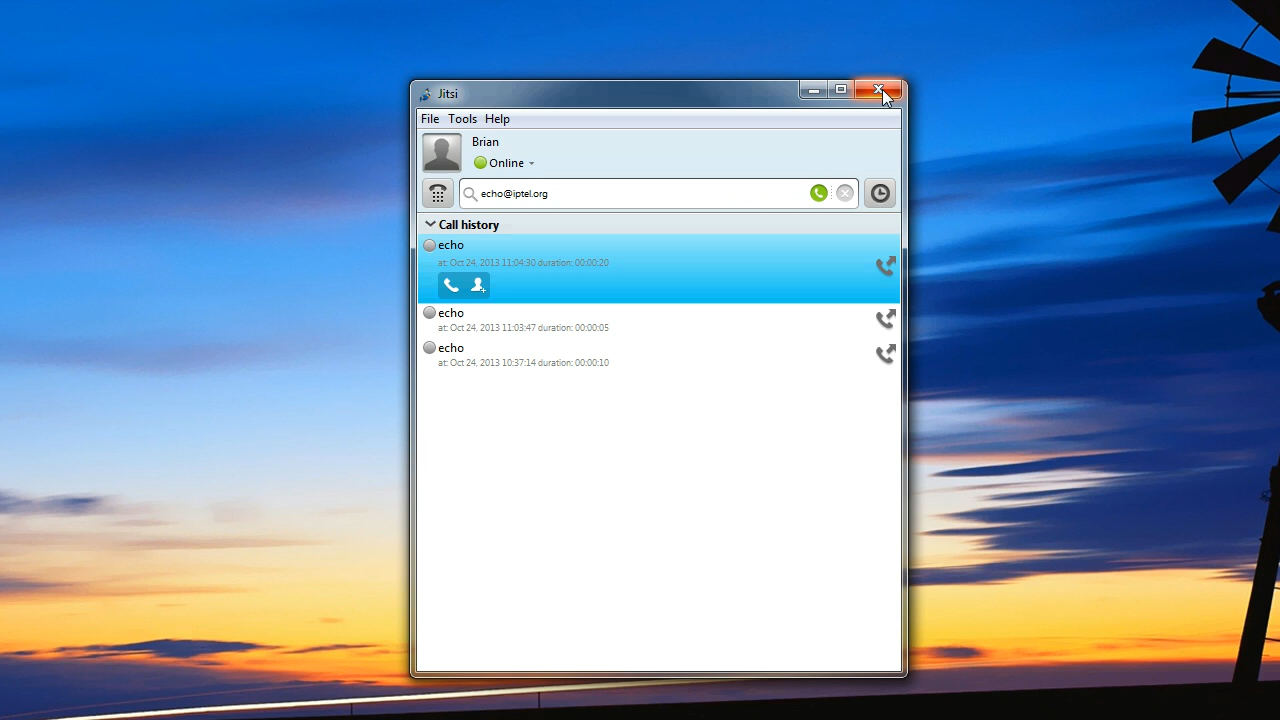 Jitsi
File Tools Help
Brian
Online
echo@iptel.org
Call history
echo
at: Oct 24, 2013 11:04:30 duration: 00:00:20
echo
at: Oct 24, 2013 11:03:47 duration: 00:00:05
echo
at: Oct 24, 2013 10:37:14 duration: 00:00:10